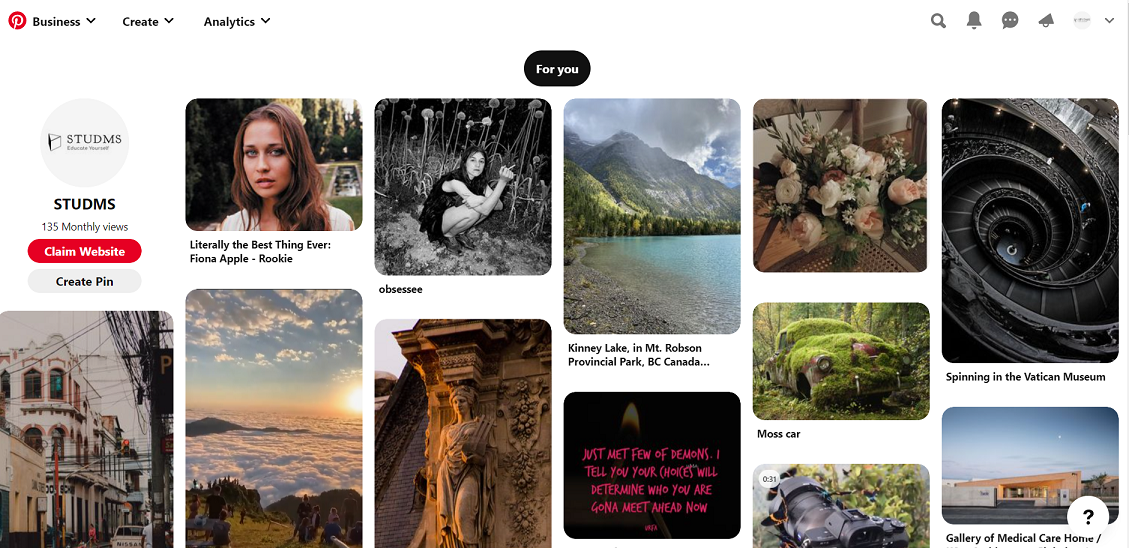 Business
Create
Analytics
For you
STUDMS
Educate Yourself
STUDMS
135 Monthly views
Claim Website
Create Pin
Literally the Best Thing Ever:
Fiona Apple - Rookie
obsessee
Kinney Lake, in Mt. Robson
Provincial Park, BC Canada...
JUST MET FEW OF DEMONS. I
TELL YOU YOUR CHOICES WILL
DETERMINE WHO YOU ARE
GONA MEET AHEAD NOW
Moss car
0:31
Spinning in the Vatican Museum
Gallery of Medical Care Home /
?
P
NISSAN